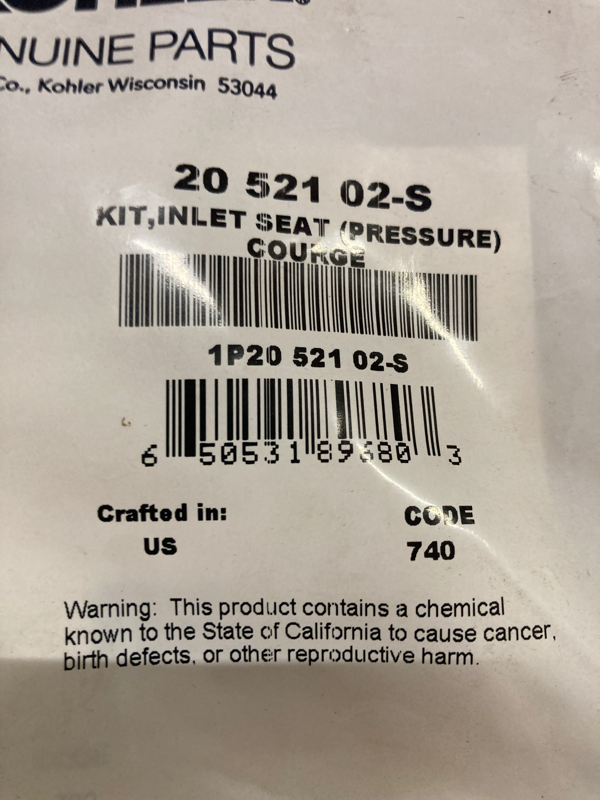 NUINE PARTS
Co., Kohler Wisconsin 53044
20 521 02-S
KIT,INLET SEAT (PRESSURE)
COURGE
1P20 521 02-S
6 50531 89680 3
Crafted in: CODE
US 740
Warning: This product contains a chemical
known to the State of California to cause cancer,
birth defects, or other reproductive harm.